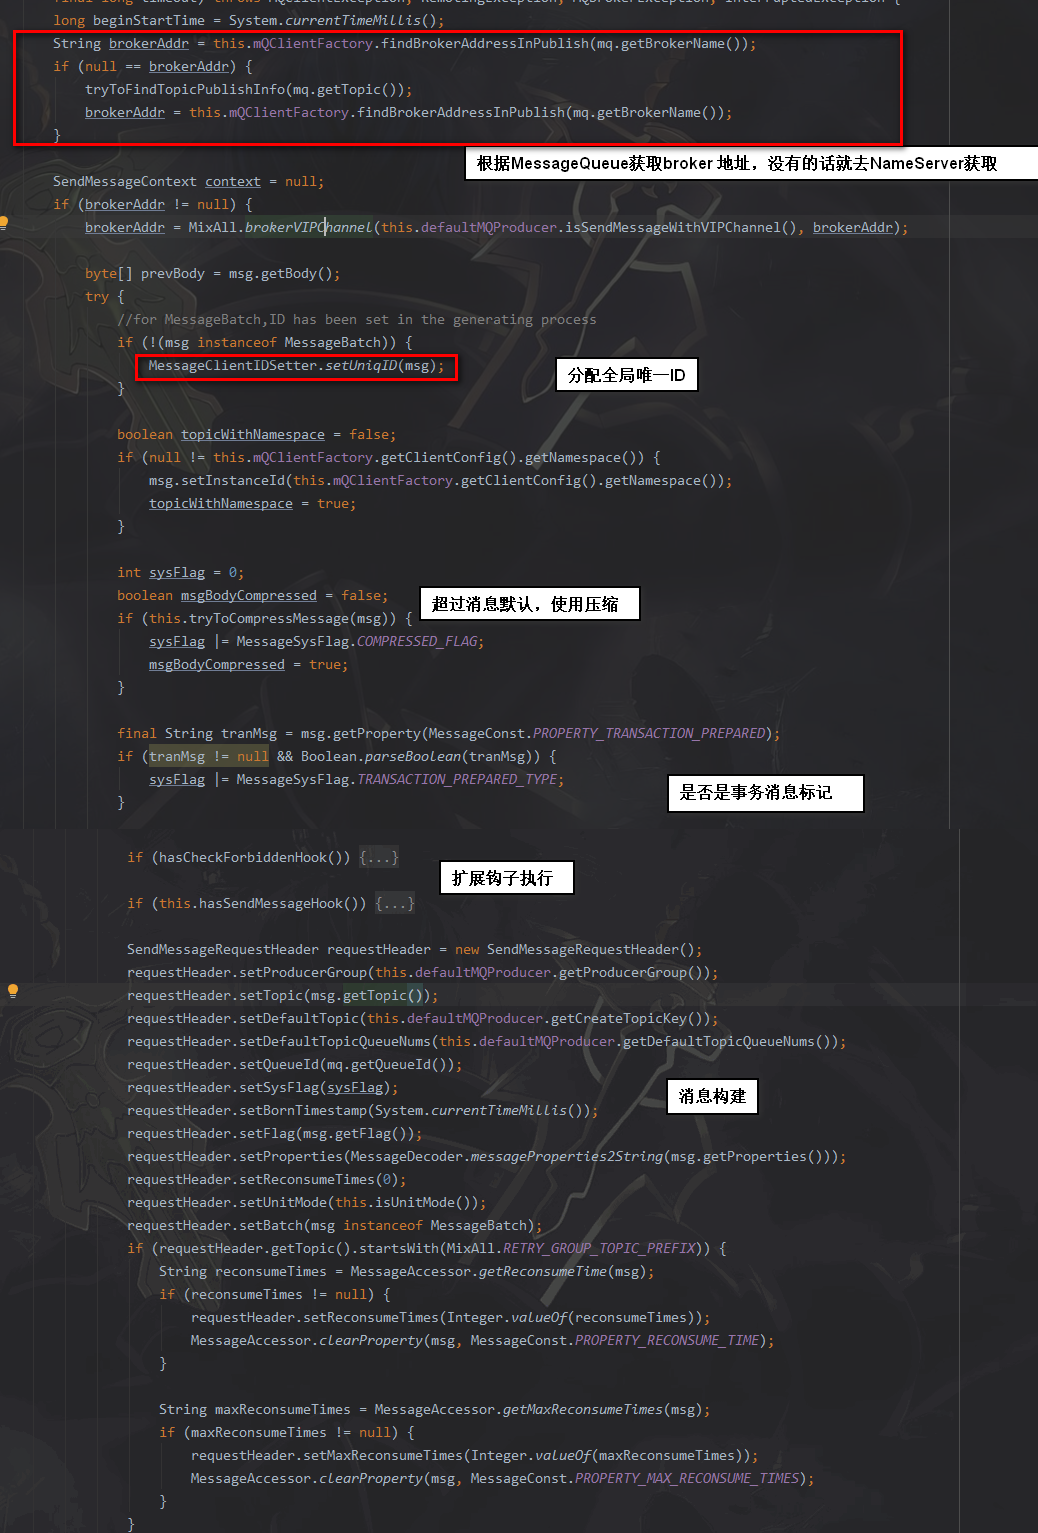 final long timeout) throws MQClientException, RemotingException, MQBrokerException, InterruptedException {
long beginStartTime = System.currentTimeMillis();
String brokerAddr = this.mQClientFactory.findBrokerAddressInPublish(mq.getBrokerName());
if (null == brokerAddr) {
tryToFindTopicPublishInfo(mq.getTopic());
brokerAddr = this.mQClientFactory.findBrokerAddressInPublish(mq.getBrokerName());
}
根据MessageQueue获取broker 地址，没有的话就去NameServer获取
SendMessageContext context = null;
if (brokerAddr != null) {
brokerAddr = MixAll.brokerVIPChannel(this.defaultMQProducer.isSendMessageWithVIPChannel(), brokerAddr);
byte[] prevBody = msg.getBody();
try {
//for MessageBatch,ID has been set in the generating process
if (!(msg instanceof MessageBatch)) {
MessageClientIDSetter.setUniqID(msg);
分配全局唯一ID
}
boolean topicWithNamespace = false;
if (null != this.mQClientFactory.getClientConfig().getNamespace()) {
msg.setInstanceId(this.mQClientFactory.getClientConfig().getNamespace());
topicWithNamespace = true;
}
int sysFlag = 0;
boolean msgBodyCompressed = false;
超过消息默认，使用压缩
if (this.tryToCompressMessage(msg)) {
sysFlag |= MessageSysFlag.COMPRESSED_FLAG;
msgBodyCompressed = true;
}
final String tranMsg = msg.getProperty(MessageConst.PROPERTY_TRANSACTION_PREPARED);
if (tranMsg != null && Boolean.parseBoolean(tranMsg)) {
sysFlag |= MessageSysFlag.TRANSACTION_PREPARED_TYPE;
是否是事务消息标记
}
if (hasCheckForbiddenHook()) {...}
扩展钩子执行
if (this.hasSendMessageHook()) {...}
SendMessageRequestHeader requestHeader = new SendMessageRequestHeader();
requestHeader.setProducerGroup(this.defaultMQProducer.getProducerGroup());
requestHeader.setTopic(msg.getTopic());
requestHeader.setDefaultTopic(this.defaultMQProducer.getCreateTopicKey());
requestHeader.setDefaultTopicQueueNums(this.defaultMQProducer.getDefaultTopicQueueNums());
requestHeader.setQueueId(mq.getQueueId());
requestHeader.setSysFlag(sysFlag);
消息构建
requestHeader.setBornTimestamp(System.currentTimeMillis());
requestHeader.setFlag(msg.getFlag());
requestHeader.setProperties(MessageDecoder.messageProperties2String(msg.getProperties()));
requestHeader.setReconsumeTimes(0);
requestHeader.setUnitMode(this.isUnitMode());
requestHeader.setBatch(msg instanceof MessageBatch);
if (requestHeader.getTopic().startsWith(MixAll.RETRY_GROUP_TOPIC_PREFIX)) {
String reconsumeTimes = MessageAccessor.getReconsumeTime(msg);
if (reconsumeTimes != null) {
requestHeader.setReconsumeTimes(Integer.valueOf(reconsumeTimes));
MessageAccessor.clearProperty(msg, MessageConst.PROPERTY_RECONSUME_TIME);
}
String maxReconsumeTimes = MessageAccessor.getMaxReconsumeTimes(msg);
if (maxReconsumeTimes != null) {
requestHeader.setMaxReconsumeTimes(Integer.valueOf(maxReconsumeTimes));
MessageAccessor.clearProperty(msg, MessageConst.PROPERTY_MAX_RECONSUME_TIMES);
}
}